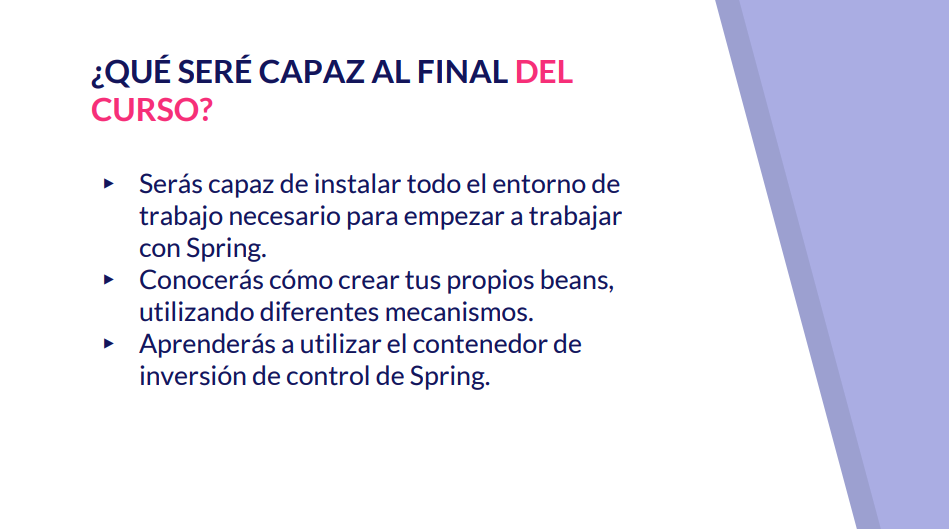 ¿QUÉ SERÉ CAPAZ AL FINAL DEL
CURSO?
▸ Serás capaz de instalar todo el entorno de
trabajo necesario para empezar a trabajar
con Spring.
▸ Conocerás cómo crear tus propios beans,
utilizando diferentes mecanismos.
▸ Aprenderás a utilizar el contenedor de
inversión de control de Spring.